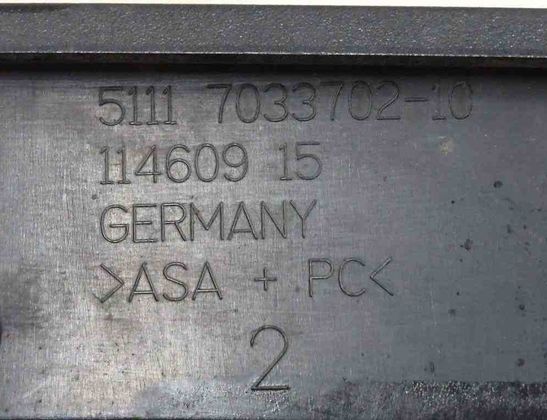 5111 7033702-10
114609 15
GERMANY
>ASA + PC<
2